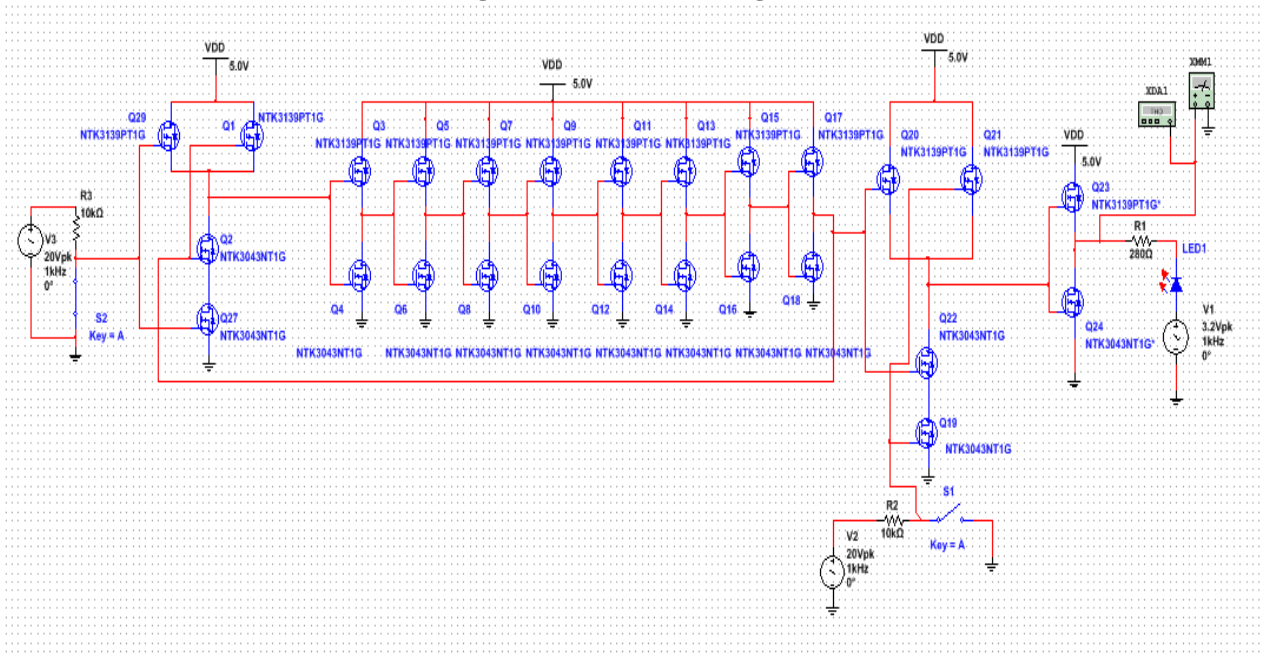 VDD
5.0V
Q29
NTK3139PT1G
Q1
NTK3139PT1G
VDD
5.0V
Q3
NTK3139PT1G
Q5
NTK3139PT1G
Q7
NTK3139PT1G
Q9
NTK3139PT1G
Q11
NTK3139PT1G
Q13
NTK3139PT1G
Q15
NTK3139PT1G
Q17
NTK3139PT1G
VDD
5.0V
Q20
NTK3139PT1G
Q21
NTK3139PT1G
XDA1
XMM1
VDD
5.0V
Q23
NTK3139PT1G*
R3
10kΩ
V3
20Vpk
1kHz
0°
S2
Key = A
Q2
NTK3043NT1G
Q27
NTK3043NT1G
Q4
NTK3043NT1G
Q6
NTK3043NT1G
Q8
NTK3043NT1G
Q10
NTK3043NT1G
Q12
NTK3043NT1G
Q14
NTK3043NT1G
Q16
NTK3043NT1G
Q18
NTK3043NT1G
Q22
NTK3043NT1G
Q19
NTK3043NT1G
R1
280Ω
LED1
Q24
NTK3043NT1G*
V1
3.2Vpk
1kHz
0°
R2
10kΩ
S1
Key = A
V2
20Vpk
1kHz
0°